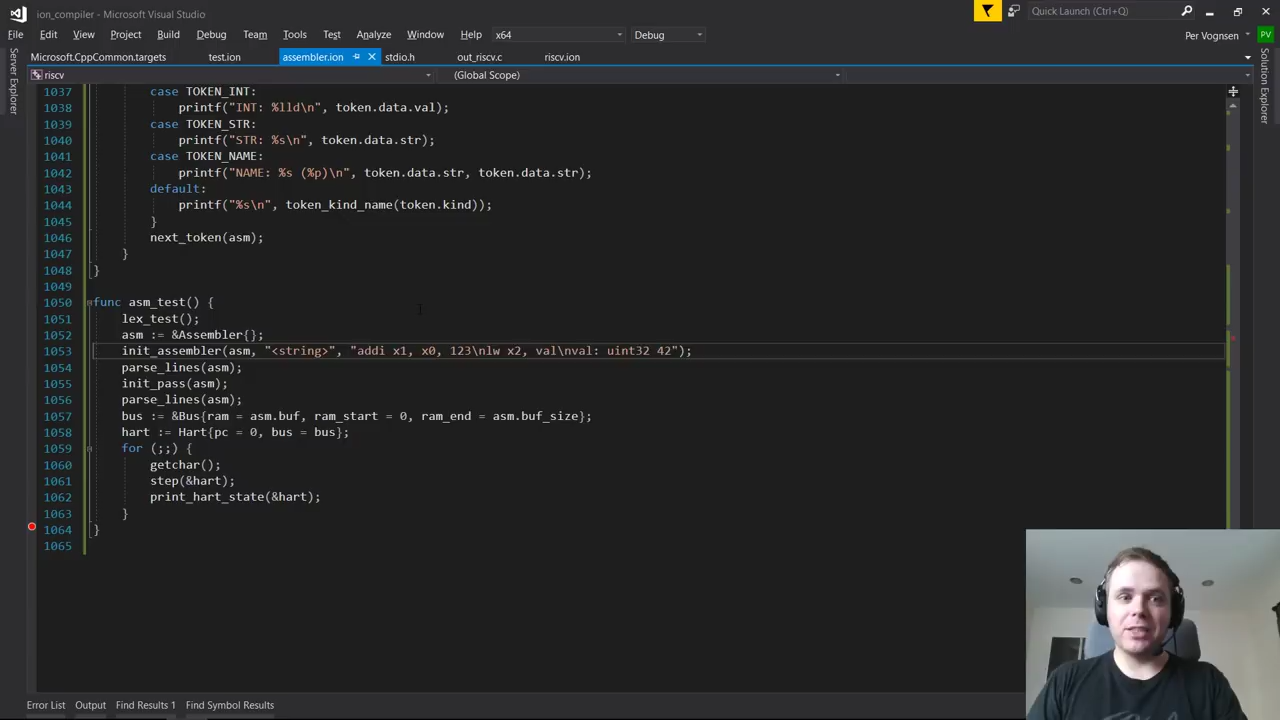 ion_compiler - Microsoft Visual Studio
Quick Launch (Ctrl+Q)
File Edit View Project Build Debug Team Tools Test Analyze Window Help x64 Debug
Per Vognsen PV
Microsoft.CppCommon.targets test.ion assembler.ion stdio.h out_riscv.c riscv.ion
riscv (Global Scope)
Server Explorer
Solution Explorer
1037 case TOKEN_INT:
1038 printf("INT: %lld\n", token.data.val);
1039 case TOKEN_STR:
1040 printf("STR: %s\n", token.data.str);
1041 case TOKEN_NAME:
1042 printf("NAME: %s (%p)\n", token.data.str, token.data.str);
1043 default:
1044 printf("%s\n", token_kind_name(token.kind));
1045 }
1046 next_token(asm);
1047 }
1048 }
1049
1050 func asm_test() {
1051 lex_test();
1052 asm := &Assembler{};
1053 init_assembler(asm, "<string>", "addi x1, x0, 123\nlw x2, val\nval: uint32 42");
1054 parse_lines(asm);
1055 init_pass(asm);
1056 parse_lines(asm);
1057 bus := &Bus{ram = asm.buf, ram_start = 0, ram_end = asm.buf_size};
1058 hart := Hart{pc = 0, bus = bus};
1059 for (;;) {
1060 getchar();
1061 step(&hart);
1062 print_hart_state(&hart);
1063 }
1064 }
1065
Error List Output Find Results 1 Find Symbol Results